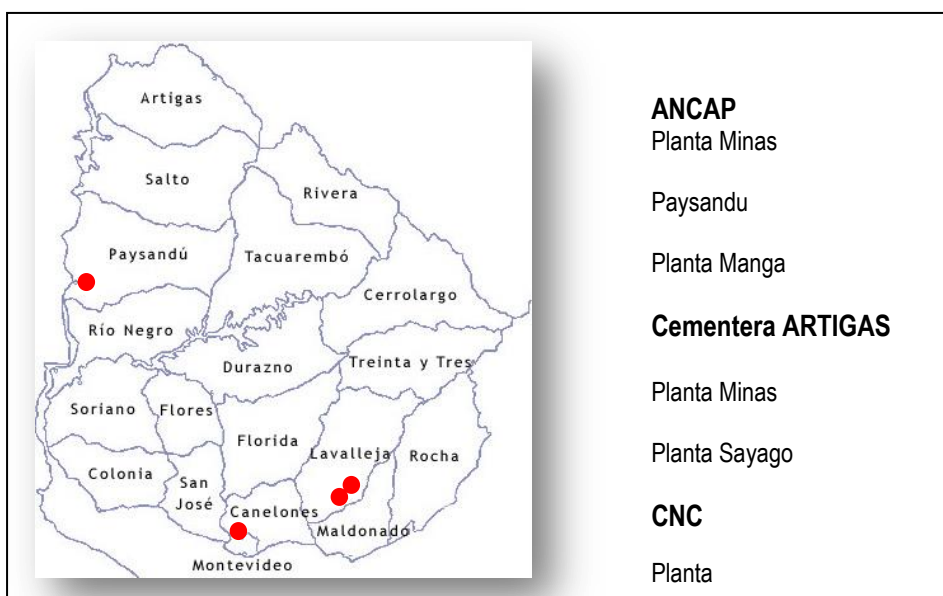 Artigas
Salto
Rivera
Paysandú
Tacuarembó
Cerrolargo
Río Negro
Durazno
Treinta y Tres
Soriano
Flores
Florida
Lavalleja
Rocha
Colonia
San
José
Canelones
Maldonado
Montevideo
ANCAP
Planta Minas
Paysandu
Planta Manga
Cementera ARTIGAS
Planta Minas
Planta Sayago
CNC
Planta